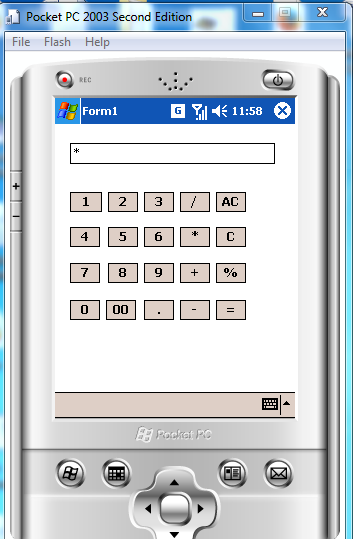 Pocket PC 2003 Second Edition
File Flash Help
REC
Form1 G 11:58
*
1 2 3 / AC
4 5 6 * C
7 8 9 + %
0 00 . - =
+
-
Pocket PC